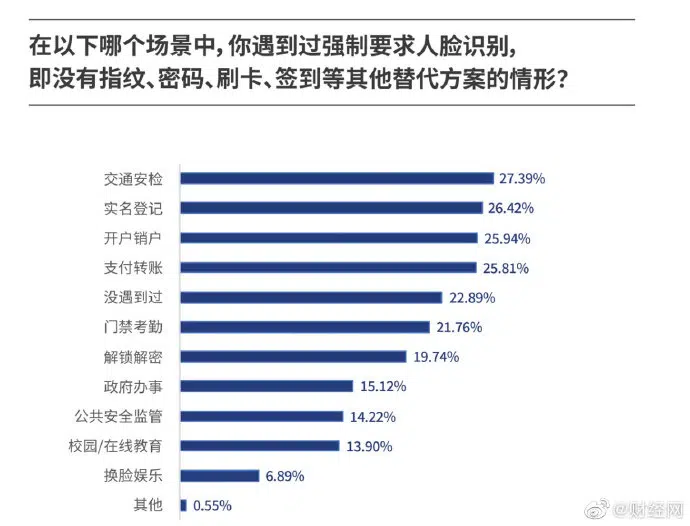 在以下哪个场景中，你遇到过强制要求人脸识别，
即没有指纹、密码、刷卡、签到等其他替代方案的情形？
交通安检 27.39%
实名登记 26.42%
开户销户 25.94%
支付转账 25.81%
没遇到过 22.89%
门禁考勤 21.76%
解锁解密 19.74%
政府办事 15.12%
公共安全监管 14.22%
校园/在线教育 13.90%
换脸娱乐 6.89%
其他 0.55%
@财经网